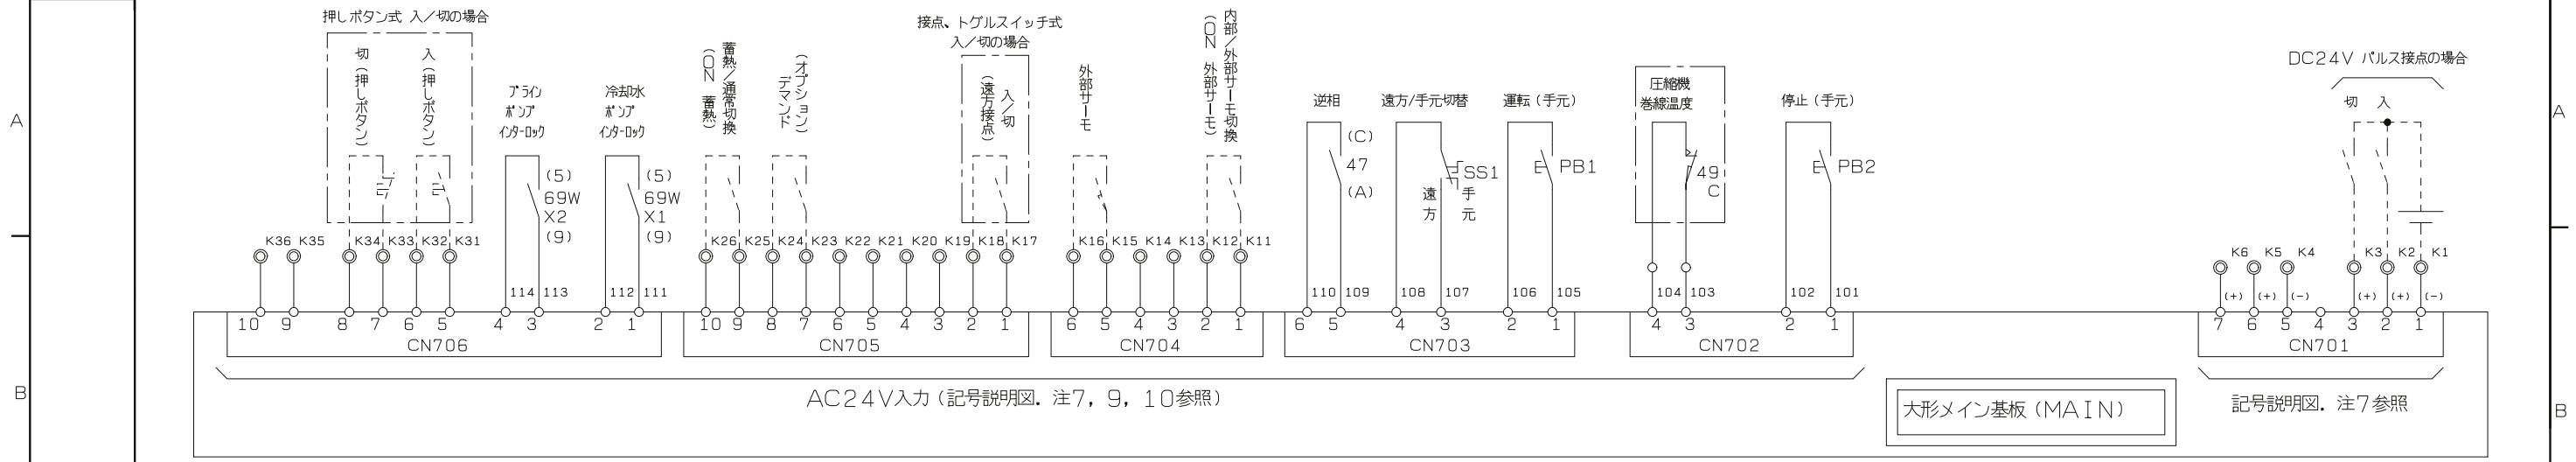 押しボタン式 入／切の場合
切（押しボタン）
入（押しボタン）
ブライン
ポンプ
インターロック
冷却水
ポンプ
インターロック
(5)
69W
X2
(9)
(5)
69W
X1
(9)
蓄熱／通常切換
（ON 蓄熱）
デマンド
（オプション）
接点、トグルスイッチ式
入／切の場合
入／切
（遠方接点）
外部サーモ
内部／外部サーモ切換
（ON 外部サーモ）
逆相
(C)
47
(A)
遠方/手元切替
SS1
遠方
手元
運転（手元）
PB1
圧縮機
巻線温度
49
C
停止（手元）
PB2
DC24V パルス接点の場合
切 入
A
A
K36 K35 K34 K33 K32 K31
K26 K25 K24 K23 K22 K21 K20 K19 K18 K17
K16 K15 K14 K13 K12 K11
K6 K5 K4 K3 K2 K1
114 113 112 111
110 109 108 107 106 105
104 103 102 101
(+) (+) (-) (+) (+) (-)
10 9 8 7 6 5 4 3 2 1
10 9 8 7 6 5 4 3 2 1
6 5 4 3 2 1
6 5 4 3 2 1
4 3 2 1
7 6 5 4 3 2 1
CN706
CN705
CN704
CN703
CN702
CN701
B
AC24V入力（記号説明図．注7，9，10参照）
大形メイン基板（MAIN）
記号説明図．注7参照
B